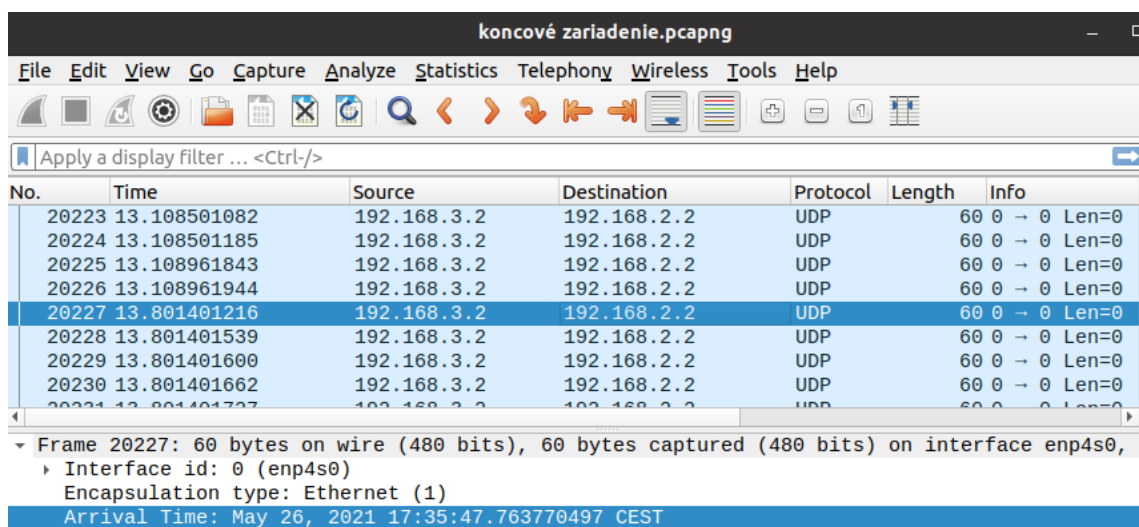 koncové zariadenie.pcapng
File Edit View Go Capture Analyze Statistics Telephony Wireless Tools Help
Apply a display filter … <Ctrl-/>
No. Time Source Destination Protocol Length Info
20223 13.108501082 192.168.3.2 192.168.2.2 UDP 60 0 → 0 Len=0
20224 13.108501185 192.168.3.2 192.168.2.2 UDP 60 0 → 0 Len=0
20225 13.108961843 192.168.3.2 192.168.2.2 UDP 60 0 → 0 Len=0
20226 13.108961944 192.168.3.2 192.168.2.2 UDP 60 0 → 0 Len=0
20227 13.801401216 192.168.3.2 192.168.2.2 UDP 60 0 → 0 Len=0
20228 13.801401539 192.168.3.2 192.168.2.2 UDP 60 0 → 0 Len=0
20229 13.801401600 192.168.3.2 192.168.2.2 UDP 60 0 → 0 Len=0
20230 13.801401662 192.168.3.2 192.168.2.2 UDP 60 0 → 0 Len=0
Frame 20227: 60 bytes on wire (480 bits), 60 bytes captured (480 bits) on interface enp4s0,
Interface id: 0 (enp4s0)
Encapsulation type: Ethernet (1)
Arrival Time: May 26, 2021 17:35:47.763770497 CEST